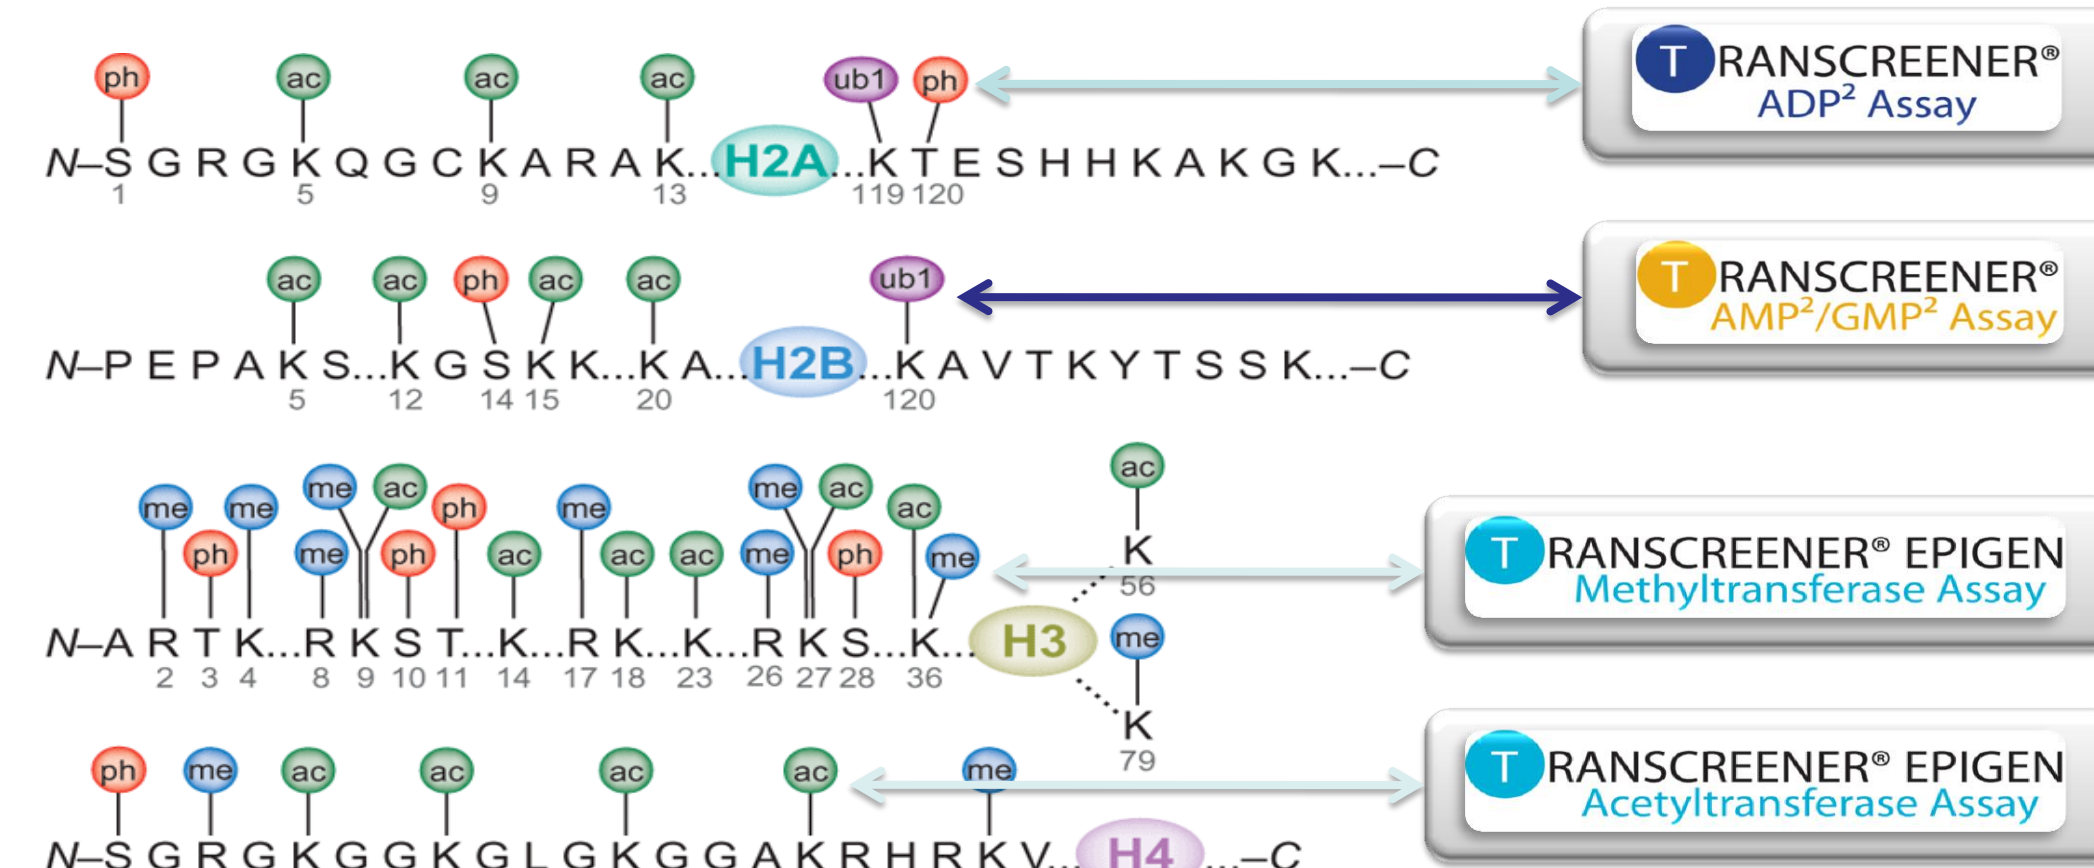 ph ac ac ac ub1 ph
N–S G R G K Q G C K A R A K...H2A...K T E S H H K A K G K...–C
1 5 9 13 119 120
TRANSCREENER®
ADP² Assay
ac ac ph ac ac ub1
N–P E P A K S...K G S K K...K A...H2B...K A V T K Y T S S K...–C
5 12 14 15 20 120
TRANSCREENER®
AMP²/GMP² Assay
ac
me ac me ac
me me ph me ac
ph me ph ac ac ac me ph me
K
56
N–A R T K...R K S T...K...R K...K...R K S...K...H3
2 3 4 8 9 10 11 14 17 18 23 26 27 28 36
me
K
79
TRANSCREENER® EPIGEN
Methyltransferase Assay
ph me ac ac ac ac me
N–S G R G K G G K G L G K G G A K R H R K V...H4...–C
TRANSCREENER® EPIGEN
Acetyltransferase Assay